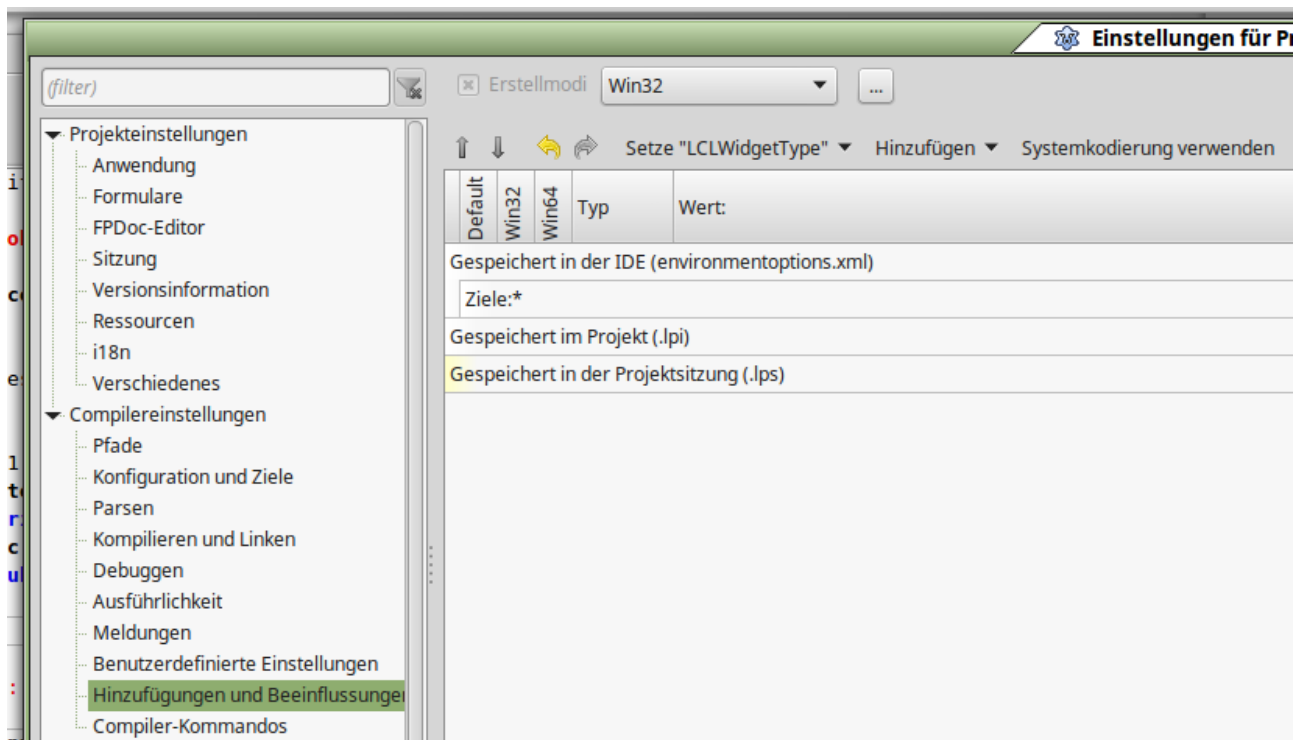 Einstellungen für Pr
(filter)
Erstellmodi Win32 ...
Projekteinstellungen
Anwendung
Formulare
FPDoc-Editor
Sitzung
Versionsinformation
Ressourcen
i18n
Verschiedenes
Compilereinstellungen
Pfade
Konfiguration und Ziele
Parsen
Kompilieren und Linken
Debuggen
Ausführlichkeit
Meldungen
Benutzerdefinierte Einstellungen
Hinzufügungen und Beeinflussungen
Compiler-Kommandos
Setze "LCLWidgetType" Hinzufügen Systemkodierung verwenden
Default Win32 Win64 Typ Wert:
Gespeichert in der IDE (environmentoptions.xml)
Ziele:*
Gespeichert im Projekt (.lpi)
Gespeichert in der Projektsitzung (.lps)